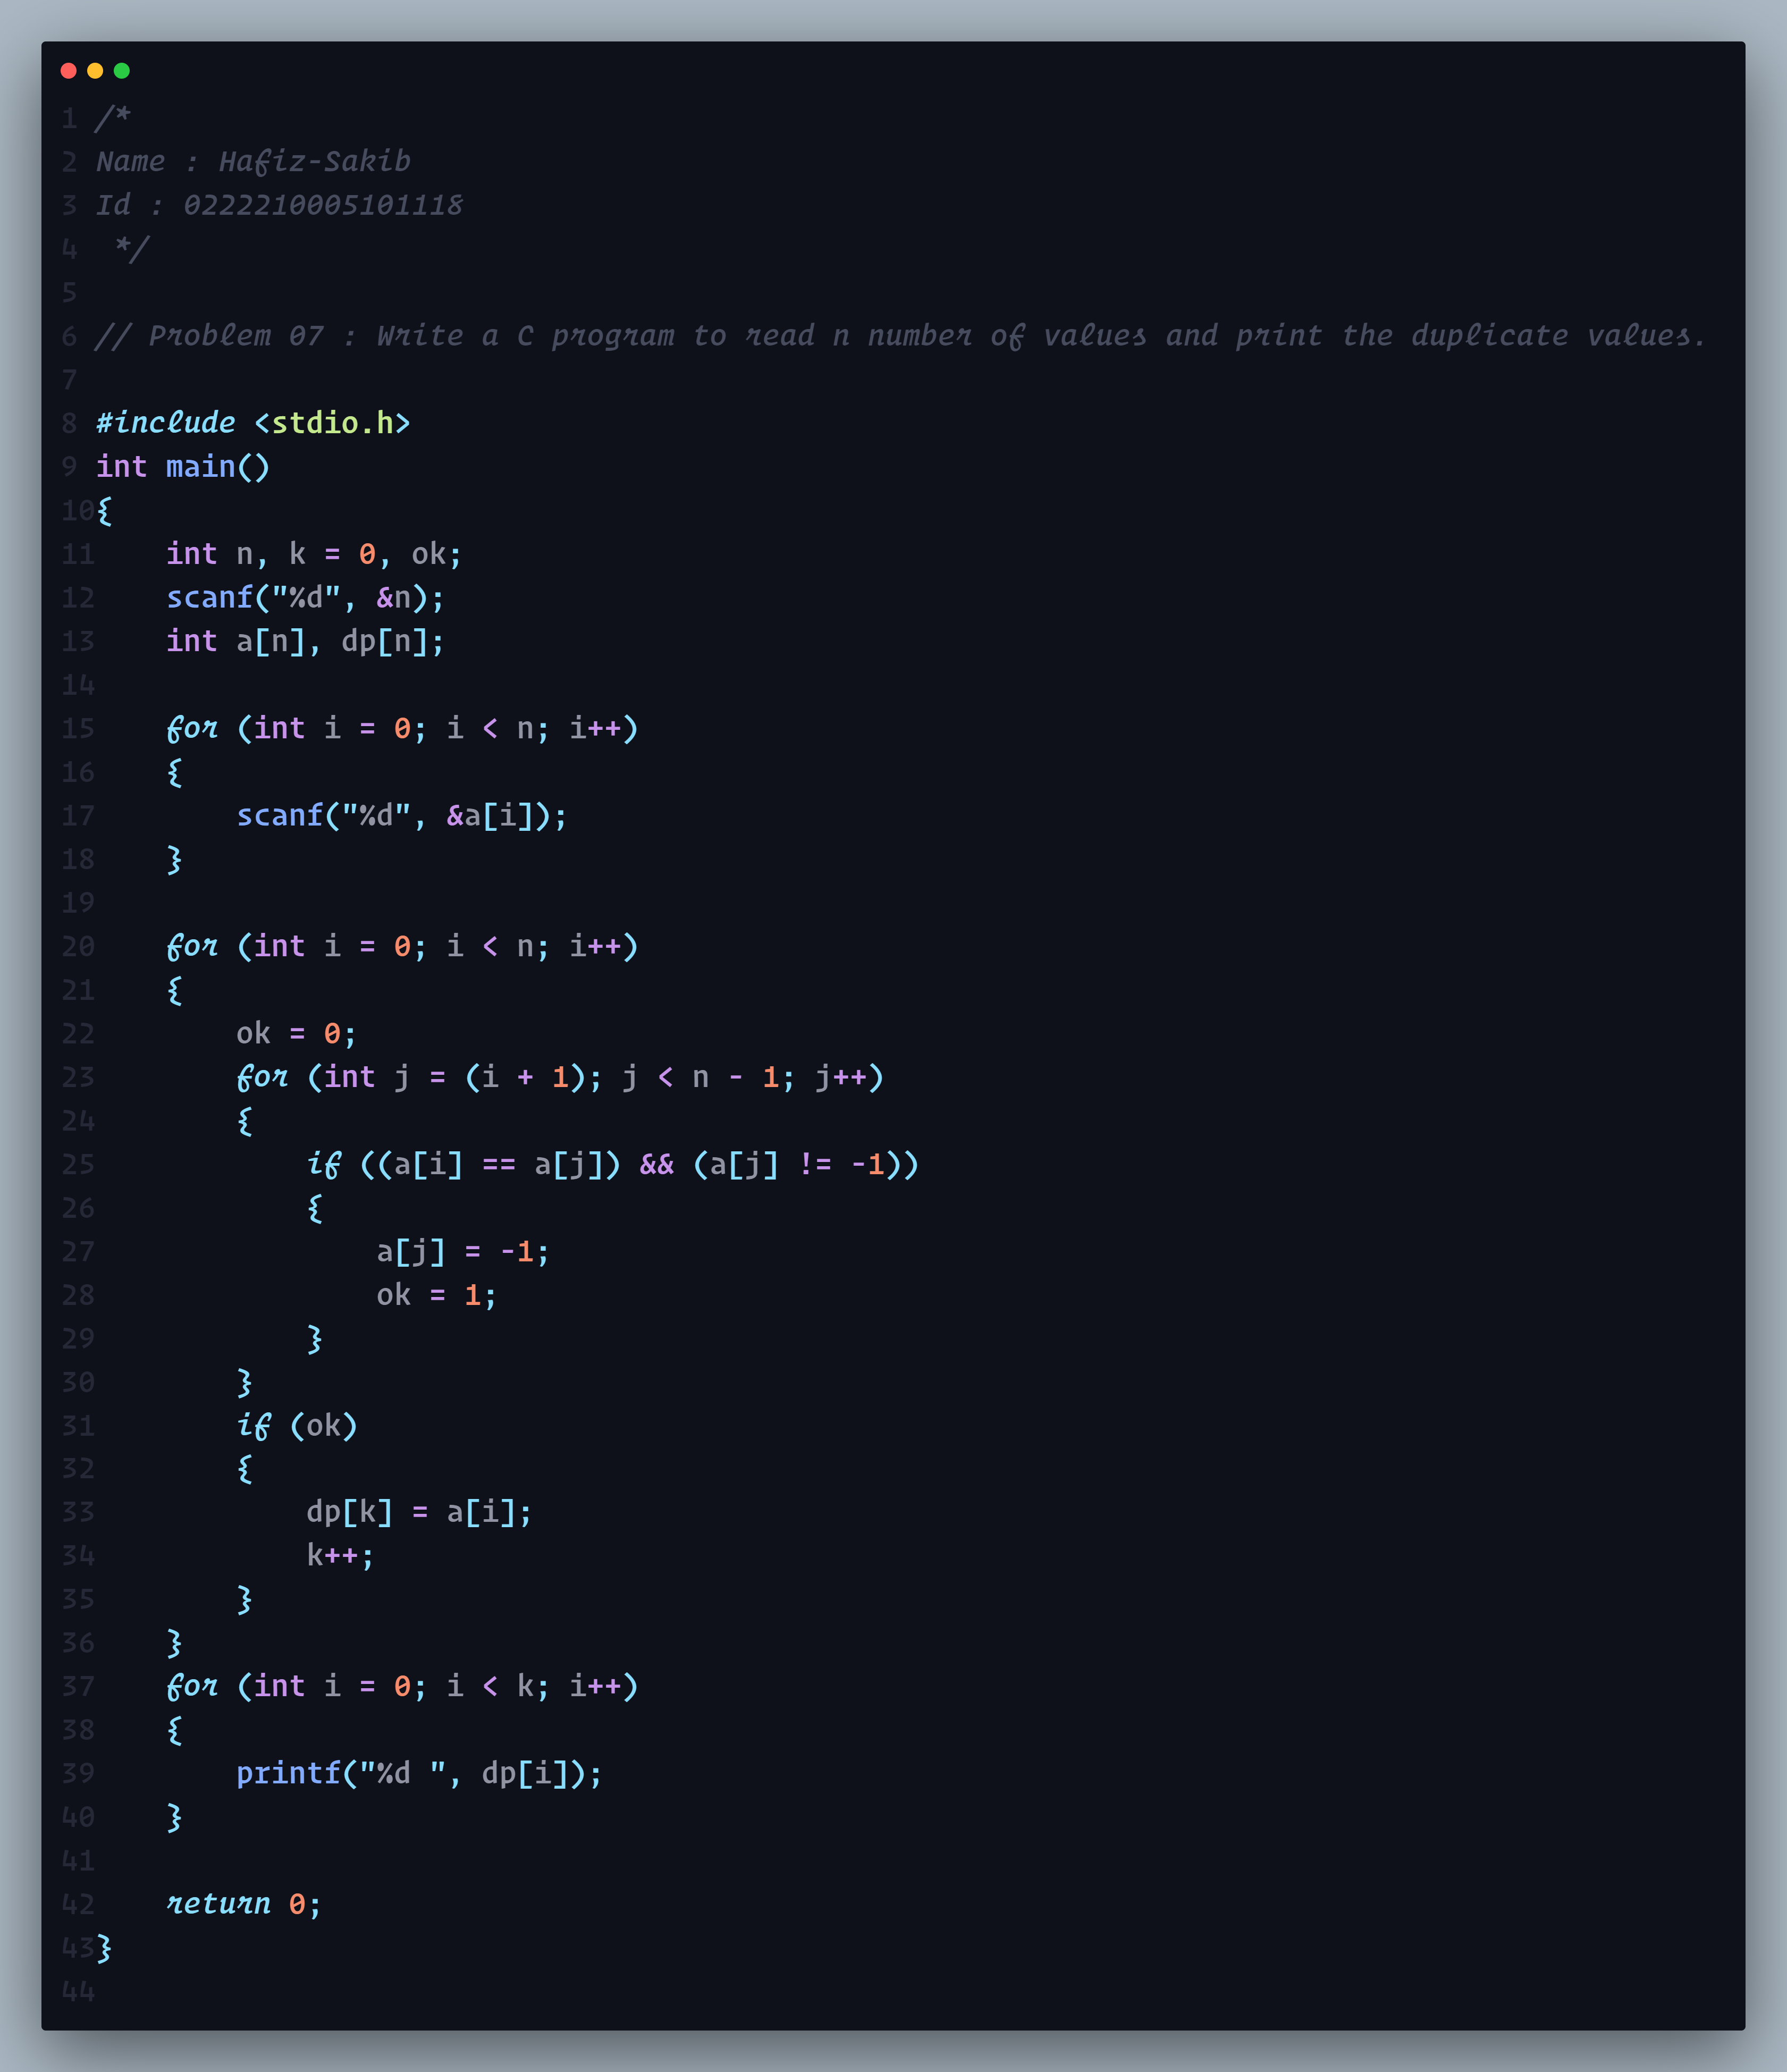 1 /*
2 Name : Hafiz-Sakib
3 Id : 0222210005101118
4  */
5
6 // Problem 07 : Write a C program to read n number of values and print the duplicate values.
7
8 #include <stdio.h>
9 int main()
10 {
11     int n, k = 0, ok;
12     scanf("%d", &n);
13     int a[n], dp[n];
14
15     for (int i = 0; i < n; i++)
16     {
17         scanf("%d", &a[i]);
18     }
19
20     for (int i = 0; i < n; i++)
21     {
22         ok = 0;
23         for (int j = (i + 1); j < n - 1; j++)
24         {
25             if ((a[i] == a[j]) && (a[j] != -1))
26             {
27                 a[j] = -1;
28                 ok = 1;
29             }
30         }
31         if (ok)
32         {
33             dp[k] = a[i];
34             k++;
35         }
36     }
37     for (int i = 0; i < k; i++)
38     {
39         printf("%d ", dp[i]);
40     }
41
42     return 0;
43 }
44